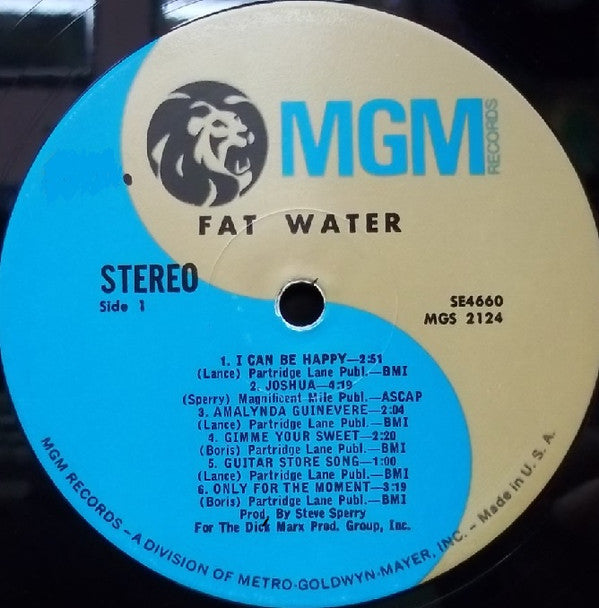 MGM
RECORDS
FAT WATER
STEREO
Side 1
SE4660
MGS 2124
1. I CAN BE HAPPY—2:51
(Lance) Partridge Lane Publ.—BMI
2. JOSHUA—4:19
(Sperry) Magnificent Mile Publ.—ASCAP
3. AMALYNDA GUINEVERE—2:04
(Lance) Partridge Lane Publ.—BMI
4. GIMME YOUR SWEET—2:20
(Boris) Partridge Lane Publ.—BMI
5. GUITAR STORE SONG—1:00
(Lance) Partridge Lane Publ.—BMI
6. ONLY FOR THE MOMENT—3:19
(Boris) Partridge Lane Publ.—BMI
Prod. By Steve Sperry
For The Dick Marx Prod. Group, Inc.
MGM RECORDS – A DIVISION OF METRO-GOLDWYN-MAYER, INC. – Made in U. S. A.